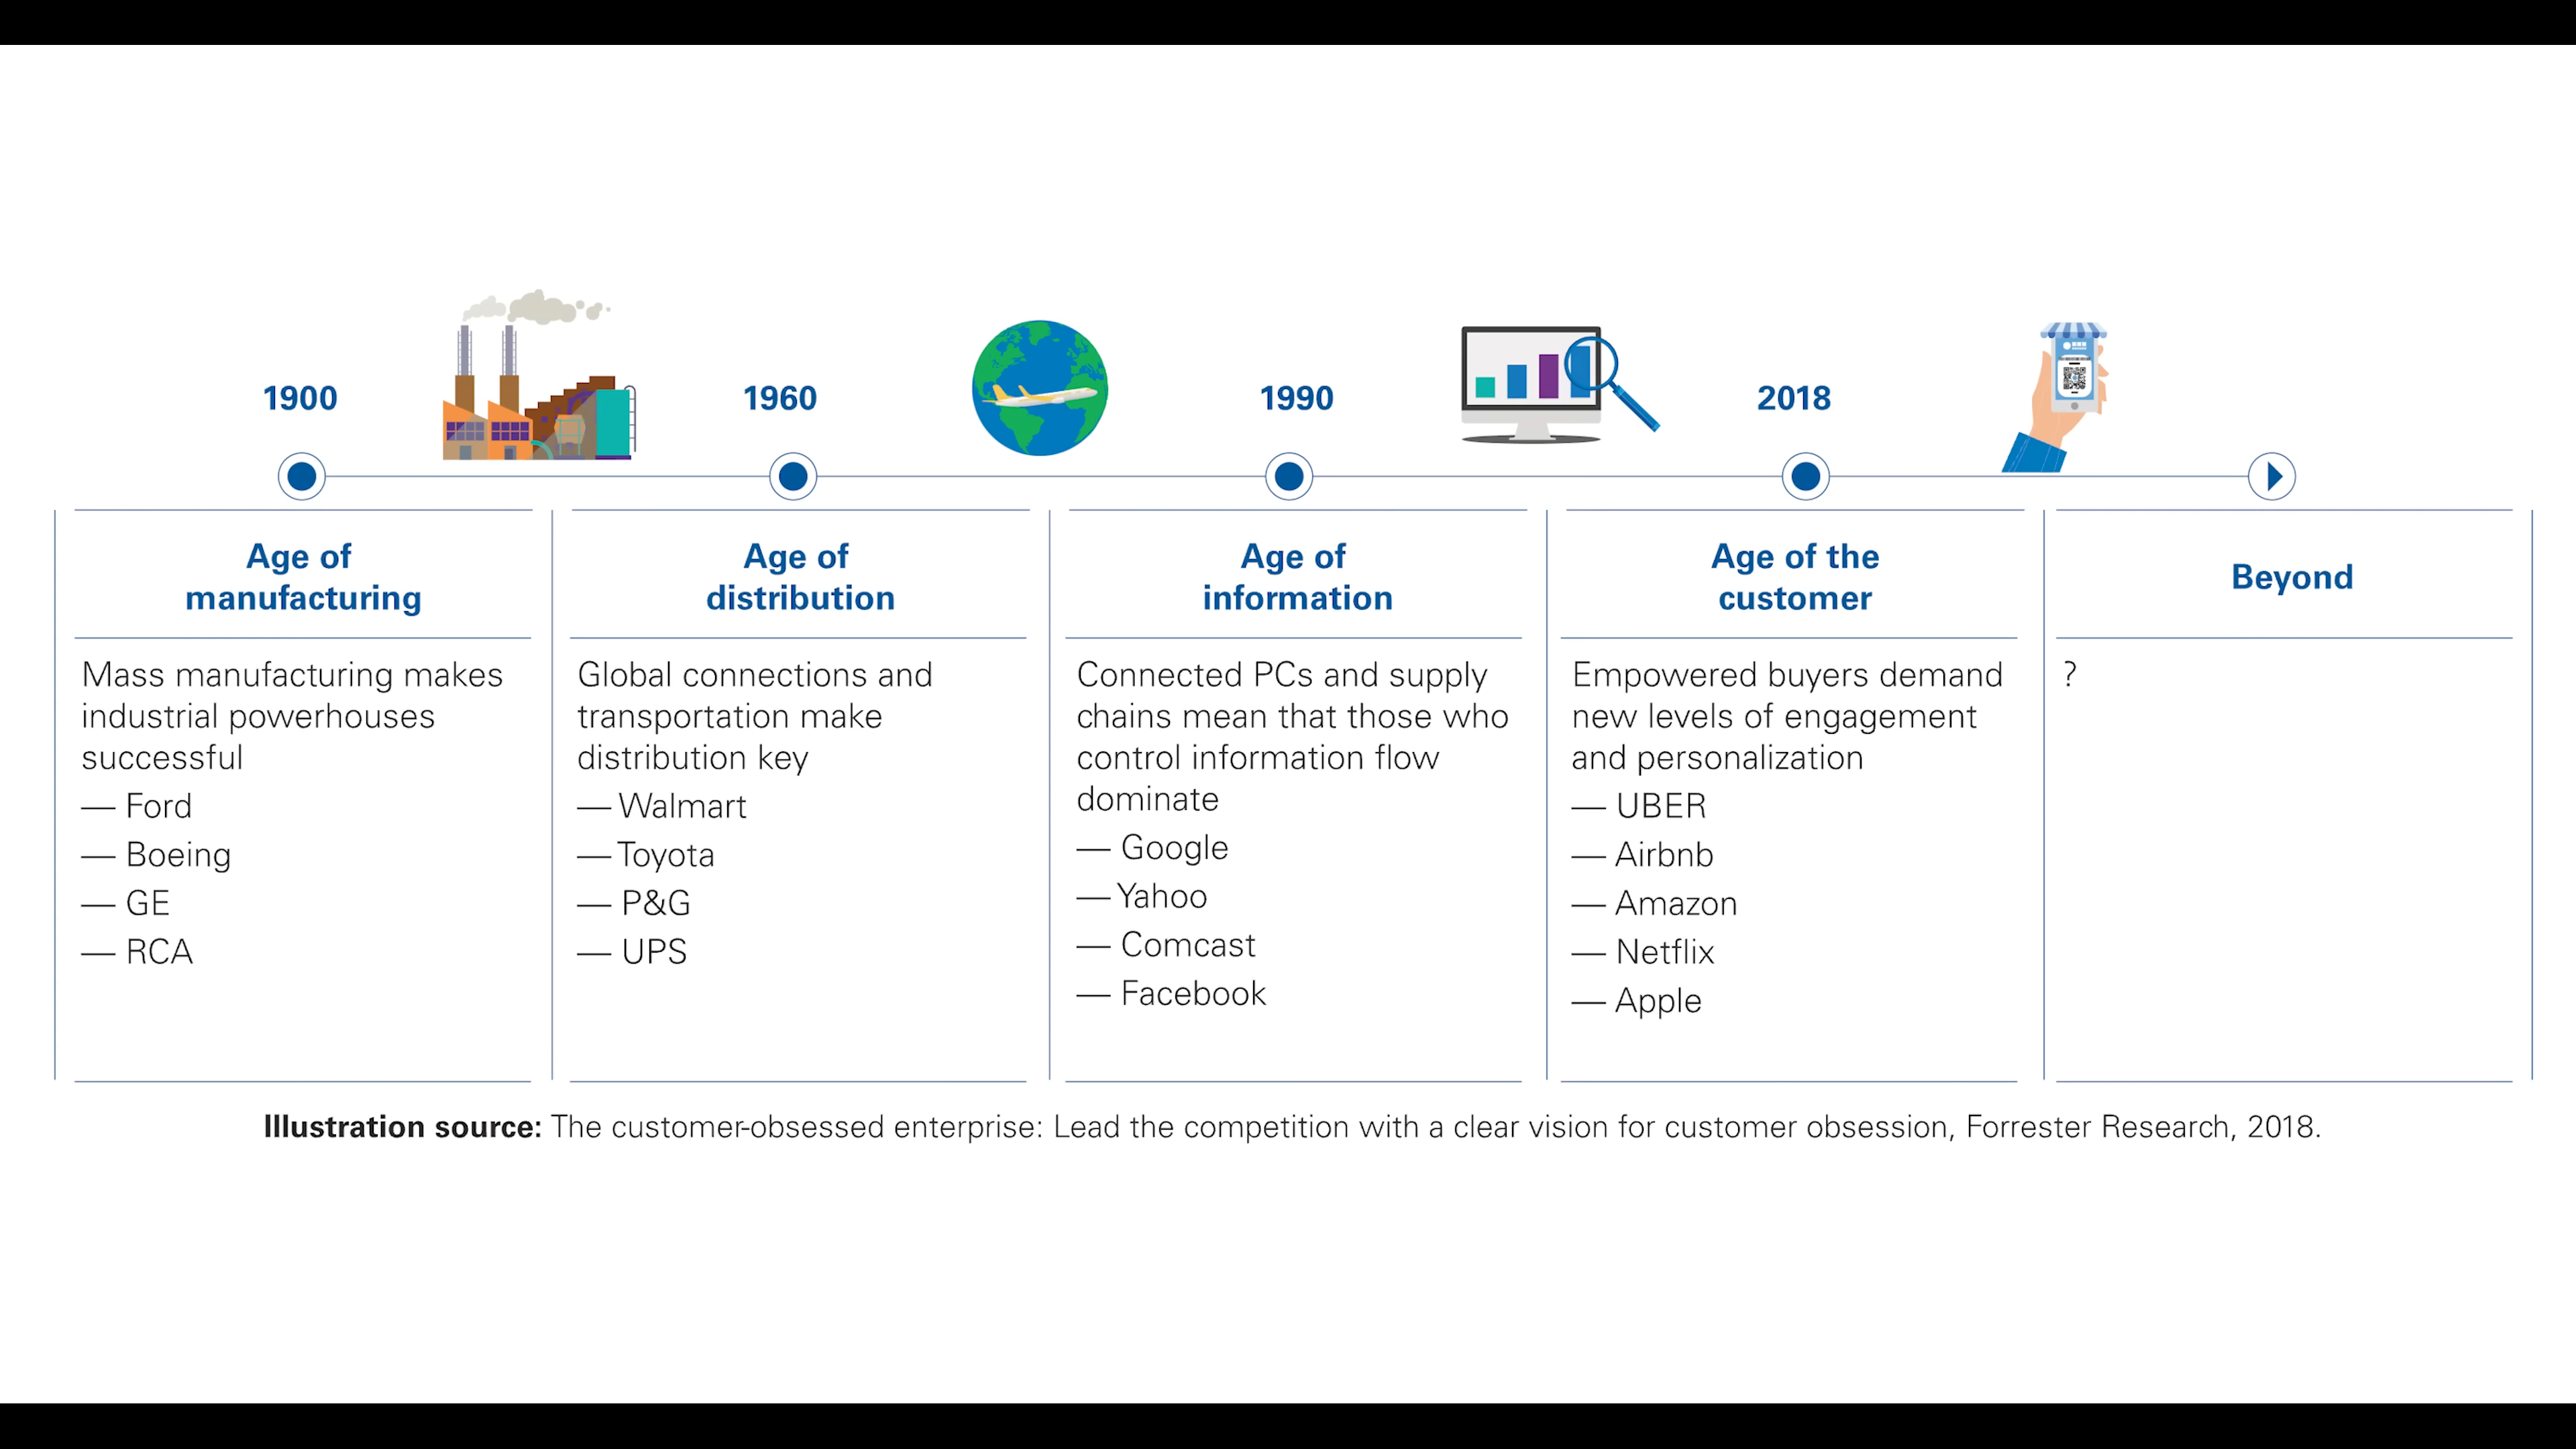 1900
1960
1990
2018
Age of
manufacturing
Mass manufacturing makes
industrial powerhouses
successful
— Ford
— Boeing
— GE
— RCA
Age of
distribution
Global connections and
transportation make
distribution key
— Walmart
— Toyota
— P&G
— UPS
Age of
information
Connected PCs and supply
chains mean that those who
control information flow
dominate
— Google
— Yahoo
— Comcast
— Facebook
Age of the
customer
Empowered buyers demand
new levels of engagement
and personalization
— UBER
— Airbnb
— Amazon
— Netflix
— Apple
Beyond
?
Illustration source: The customer-obsessed enterprise: Lead the competition with a clear vision for customer obsession, Forrester Research, 2018.